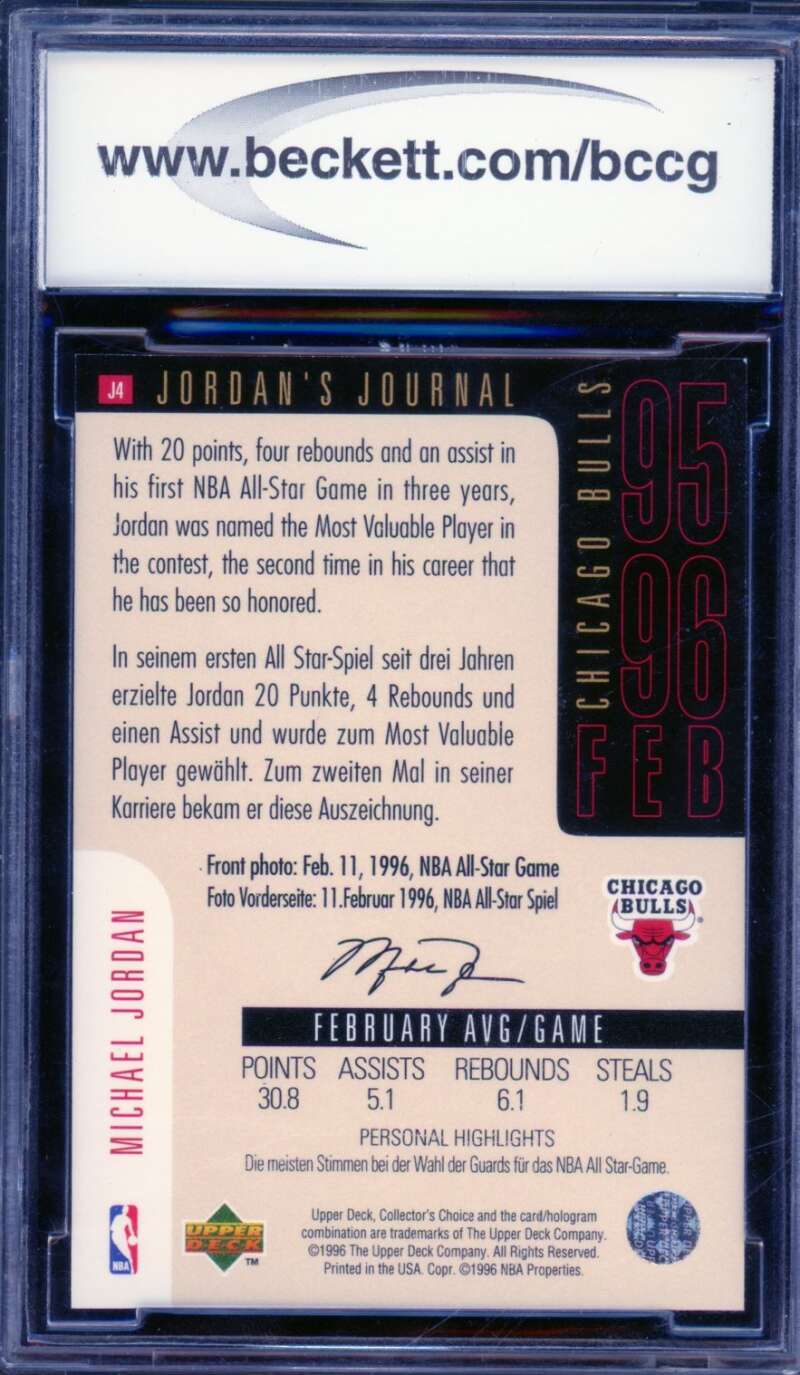 www.beckett.com/bccg
J4 JORDAN'S JOURNAL
CHICAGO BULLS
95
96
FEB
With 20 points, four rebounds and an assist in
his first NBA All-Star Game in three years,
Jordan was named the Most Valuable Player in
the contest, the second time in his career that
he has been so honored.
In seinem ersten All Star-Spiel seit drei Jahren
erzielte Jordan 20 Punkte, 4 Rebounds und
einen Assist und wurde zum Most Valuable
Player gewählt. Zum zweiten Mal in seiner
Karriere bekam er diese Auszeichnung.
Front photo: Feb. 11, 1996, NBA All-Star Game
Foto Vorderseite: 11.Februar 1996, NBA All-Star Spiel
CHICAGO
BULLS
MICHAEL JORDAN
FEBRUARY AVG/GAME
POINTS ASSISTS REBOUNDS STEALS
30.8 5.1 6.1 1.9
PERSONAL HIGHLIGHTS
Die meisten Stimmen bei der Wahl der Guards für das NBA All Star-Game.
NBA
UPPER
DECK
TM
Upper Deck, Collector's Choice and the card/hologram
combination are trademarks of The Upper Deck Company.
©1996 The Upper Deck Company. All Rights Reserved.
Printed in the USA. Copr. ©1996 NBA Properties.